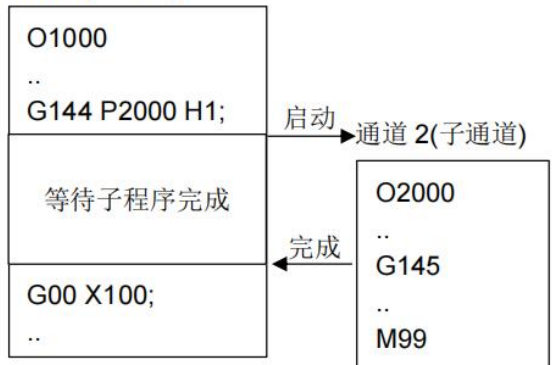 O1000
..
G144 P2000 H1;
启动
通道 2(子通道)
等待子程序完成
O2000
..
G145
..
M99
完成
G00 X100;
..